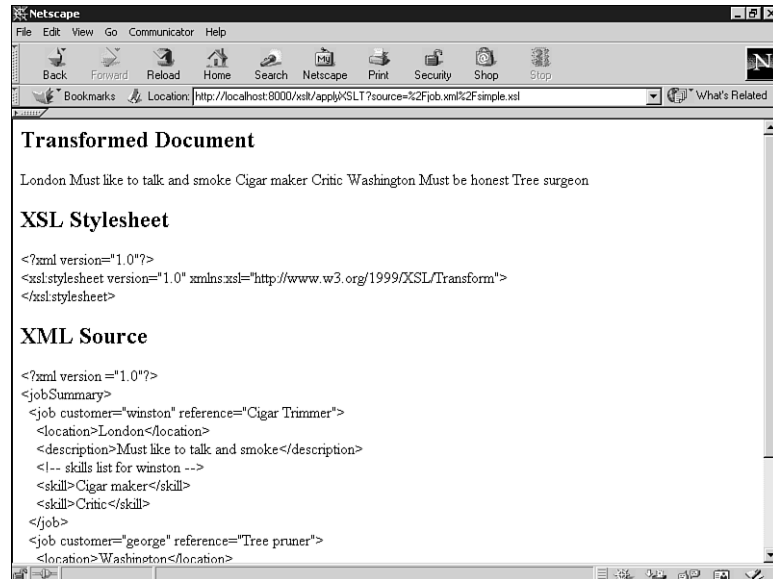 Netscape
File Edit View Go Communicator Help
Back Forward Reload Home Search Netscape Print Security Shop Stop
Bookmarks Location: http://localhost:8000/xslt/applyXSLT?source=%2Fjob.xml%2Fsimple.xsl What's Related
Transformed Document
London Must like to talk and smoke Cigar maker Critic Washington Must be honest Tree surgeon
XSL Stylesheet
<?xml version="1.0"?>
<xsl:stylesheet version="1.0" xmlns:xsl="http://www.w3.org/1999/XSL/Transform">
</xsl:stylesheet>
XML Source
<?xml version ="1.0"?>
<jobSummary>
<job customer="winston" reference="Cigar Trimmer">
<location>London</location>
<description>Must like to talk and smoke</description>
<!-- skills list for winston -->
<skill>Cigar maker</skill>
<skill>Critic</skill>
</job>
<job customer="george" reference="Tree pruner">
<location>Washington</location>